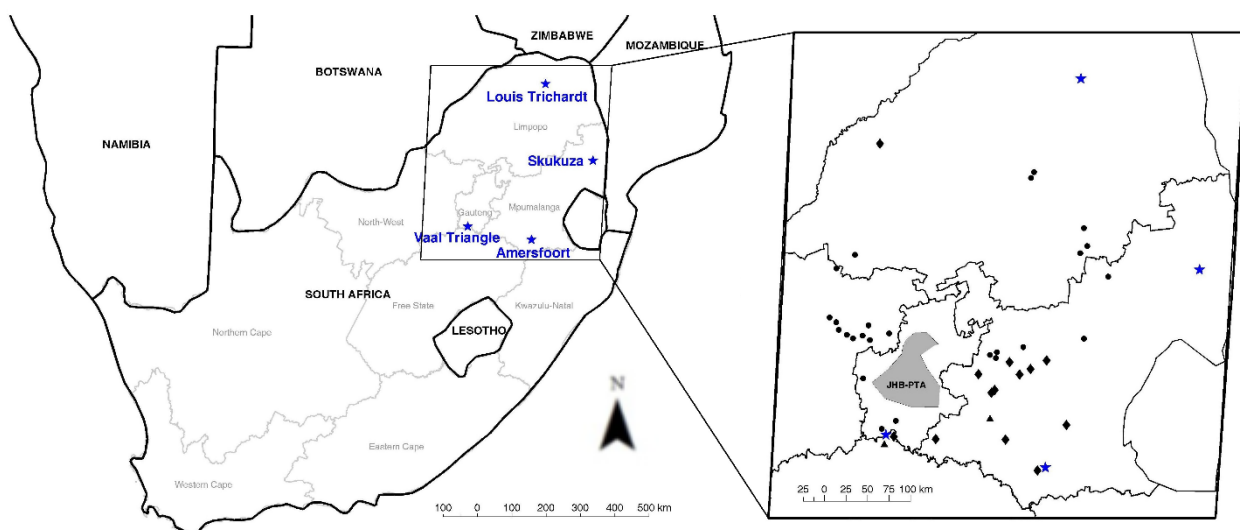 ZIMBABWE
MOZAMBIQUE
BOTSWANA
Louis Trichardt
Limpopo
NAMIBIA
Skukuza
North-West
Gauteng
Mpumalanga
Vaal Triangle
Amersfoort
SOUTH AFRICA
Free State
Kwazulu-Natal
Northern Cape
LESOTHO
N
Eastern Cape
Western Cape
100 0 100 200 300 400 500 km
JHB-PTA
25 0 25 50 100 km